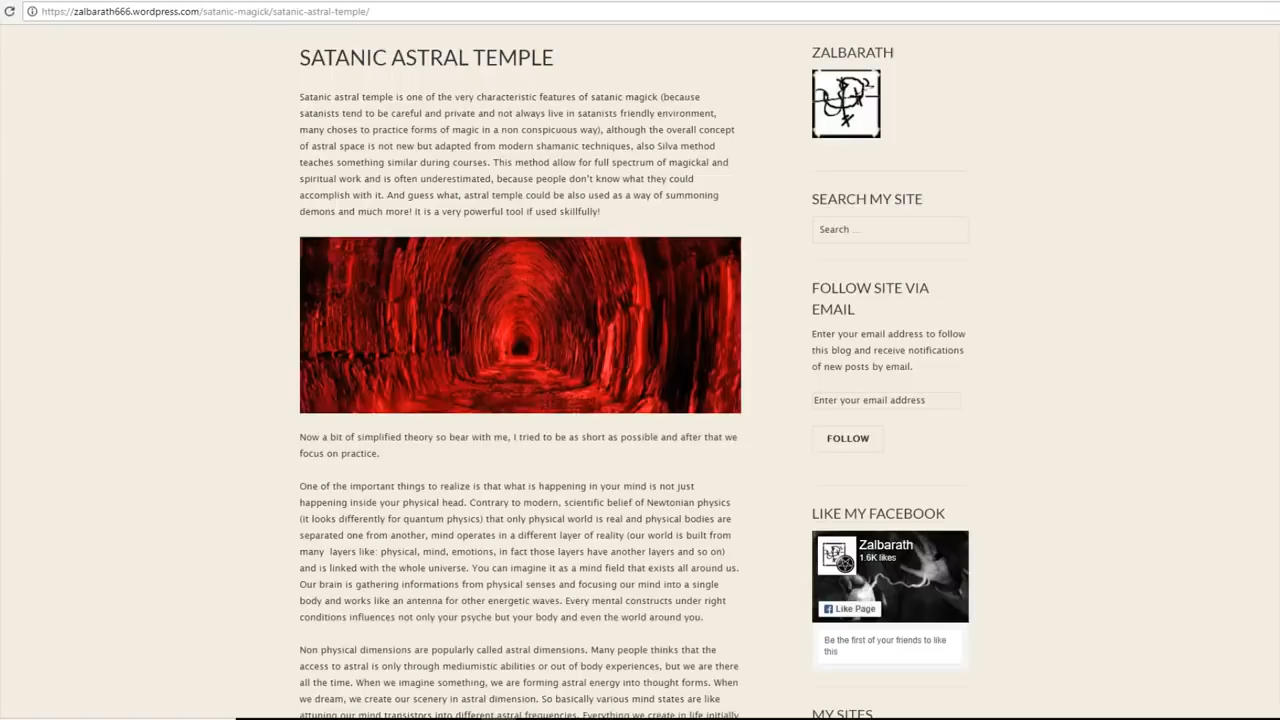 https://zalbarath666.wordpress.com/satanic-magick/satanic-astral-temple/
SATANIC ASTRAL TEMPLE
Satanic astral temple is one of the very characteristic features of satanic magick (because
satanists tend to be careful and private and not always live in satanists friendly environment,
many choses to practice forms of magic in a non conspicuous way), although the overall concept
of astral space is not new but adapted from modern shamanic techniques, also Silva method
teaches something similar during courses. This method allow for full spectrum of magickal and
spiritual work and is often underestimated, because people don't know what they could
accomplish with it. And guess what, astral temple could be also used as a way of summoning
demons and much more! It is a very powerful tool if used skillfully!
Now a bit of simplified theory so bear with me, I tried to be as short as possible and after that we
focus on practice.
One of the important things to realize is that what is happening in your mind is not just
happening inside your physical head. Contrary to modern, scientific belief of Newtonian physics
(it looks differently for quantum physics) that only physical world is real and physical bodies are
separated one from another, mind operates in a different layer of reality (our world is built from
many layers like: physical, mind, emotions, in fact those layers have another layers and so on)
and is linked with the whole universe. You can imagine it as a mind field that exists all around us.
Our brain is gathering informations from physical senses and focusing our mind into a single
body and works like an antenna for other energetic waves. Every mental constructs under right
conditions influences not only your psyche but your body and even the world around you.
Non physical dimensions are popularly called astral dimensions. Many people thinks that the
access to astral is only through mediumistic abilities or out of body experiences, but we are there
all the time. When we imagine something, we are forming astral energy into thought forms. When
we dream, we create our scenery in astral dimension. So basically various mind states are like
attuning our mind transistors into different astral frequencies. Everything we create in life initially
ZALBARATH
SEARCH MY SITE
Search …
FOLLOW SITE VIA
EMAIL
Enter your email address to follow
this blog and receive notifications
of new posts by email.
Enter your email address
FOLLOW
LIKE MY FACEBOOK
Zalbarath
1.6K likes
Like Page
Be the first of your friends to like
this
MY SITES